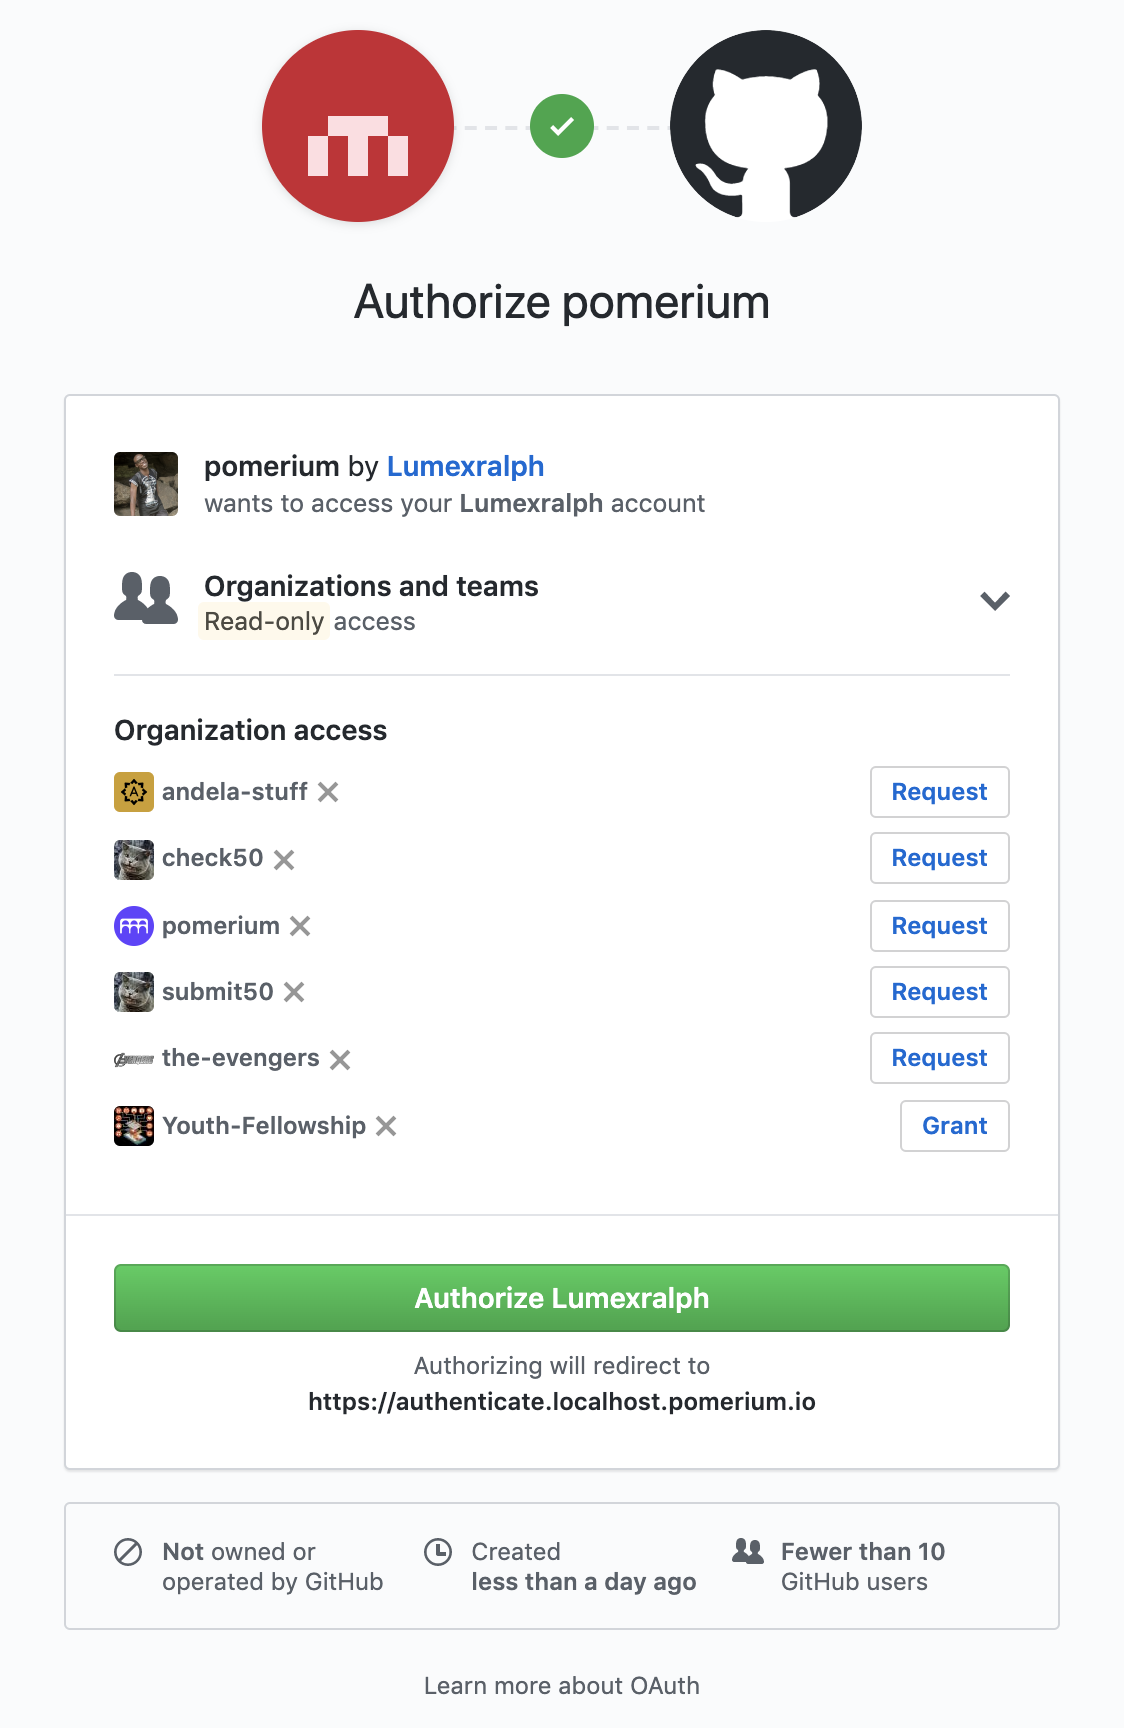 Authorize pomerium
pomerium by Lumexralph
wants to access your Lumexralph account
Organizations and teams
Read-only access
Organization access
andela-stuff Request
check50 Request
pomerium Request
submit50 Request
the-evengers Request
Youth-Fellowship Grant
Authorize Lumexralph
Authorizing will redirect to
https://authenticate.localhost.pomerium.io
Not owned or
operated by GitHub
Created
less than a day ago
Fewer than 10
GitHub users
Learn more about OAuth